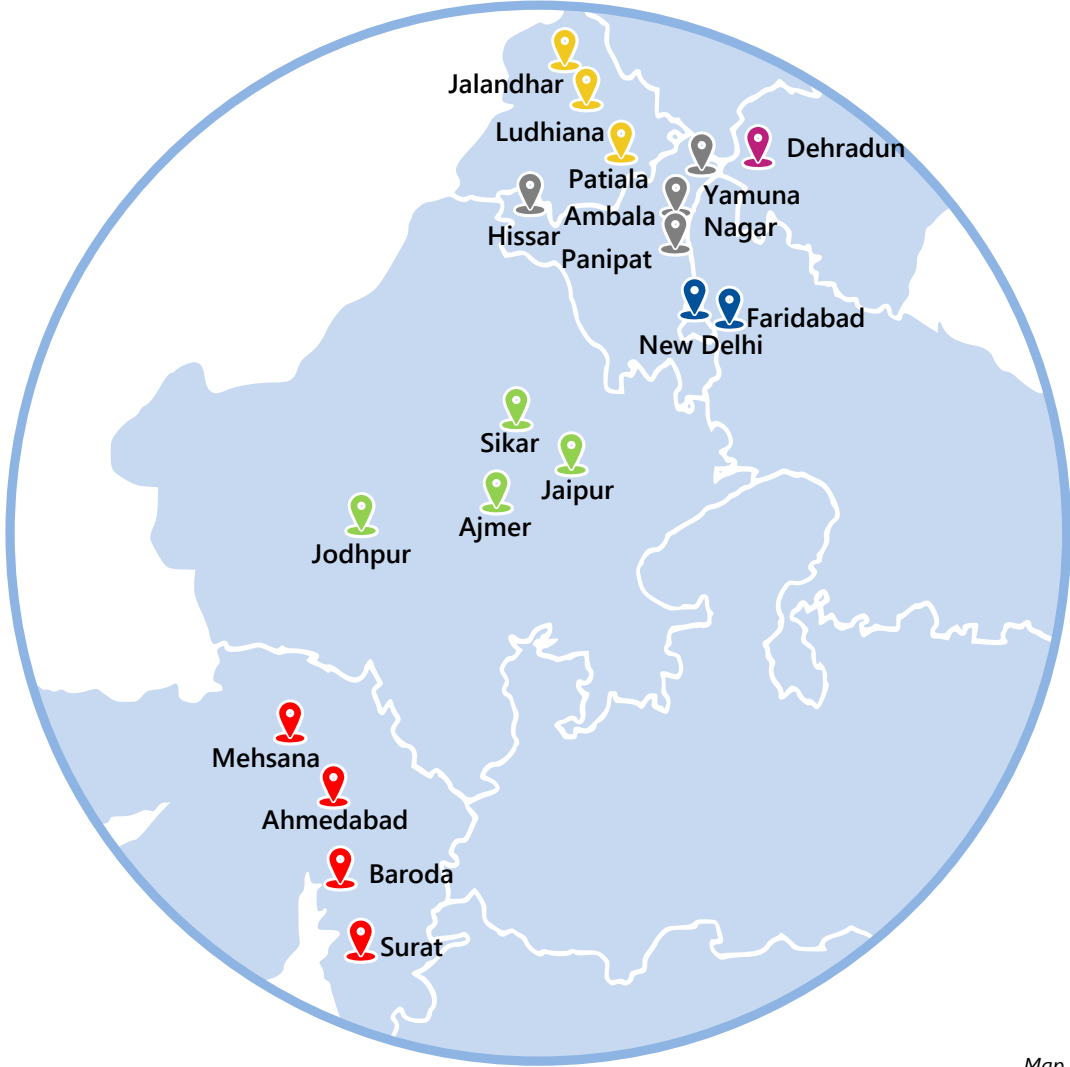 Jalandhar
Ludhiana
Dehradun
Patiala
Yamuna
Nagar
Ambala
Hissar
Panipat
Faridabad
New Delhi
Sikar
Jaipur
Ajmer
Jodhpur
Mehsana
Ahmedabad
Baroda
Surat
Map